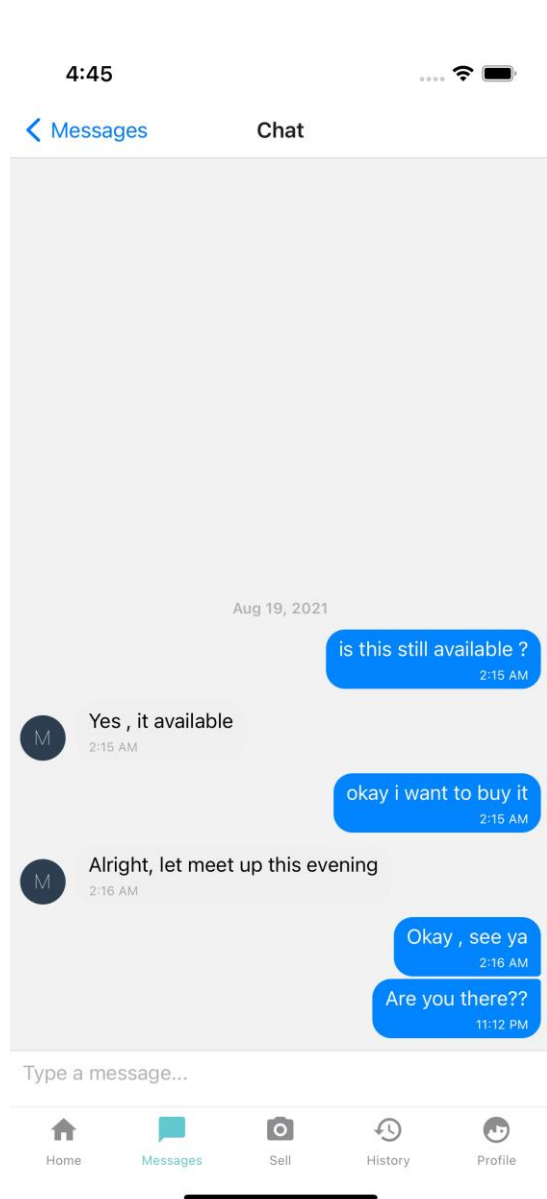 4:45
Messages
Chat
Aug 19, 2021
is this still available ?
2:15 AM
M
Yes , it available
2:15 AM
okay i want to buy it
2:15 AM
M
Alright, let meet up this evening
2:16 AM
Okay , see ya
2:16 AM
Are you there??
11:12 PM
Type a message...
Home
Messages
Sell
History
Profile